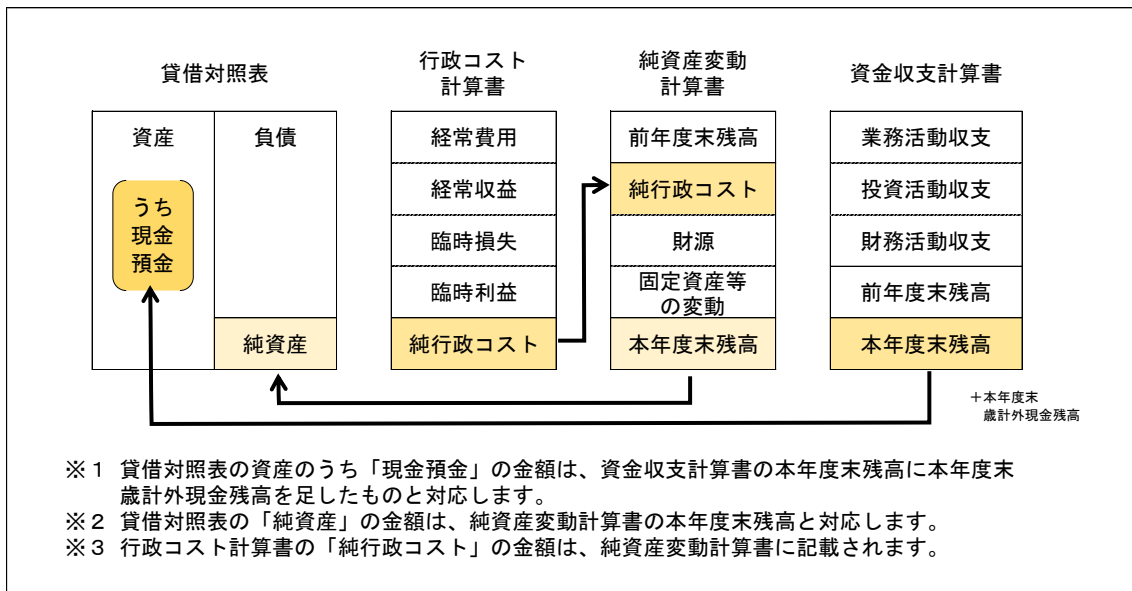 貸借対照表
行政コスト
計算書
純資産変動
計算書
資金収支計算書
資産
負債
うち
現金
預金
純資産
経常費用
経常収益
臨時損失
臨時利益
純行政コスト
前年度末残高
純行政コスト
財源
固定資産等
の変動
本年度末残高
業務活動収支
投資活動収支
財務活動収支
前年度末残高
本年度末残高
＋本年度末
歳計外現金残高
※１ 貸借対照表の資産のうち「現金預金」の金額は、資金収支計算書の本年度末残高に本年度末
歳計外現金残高を足したものと対応します。
※２ 貸借対照表の「純資産」の金額は、純資産変動計算書の本年度末残高と対応します。
※３ 行政コスト計算書の「純行政コスト」の金額は、純資産変動計算書に記載されます。